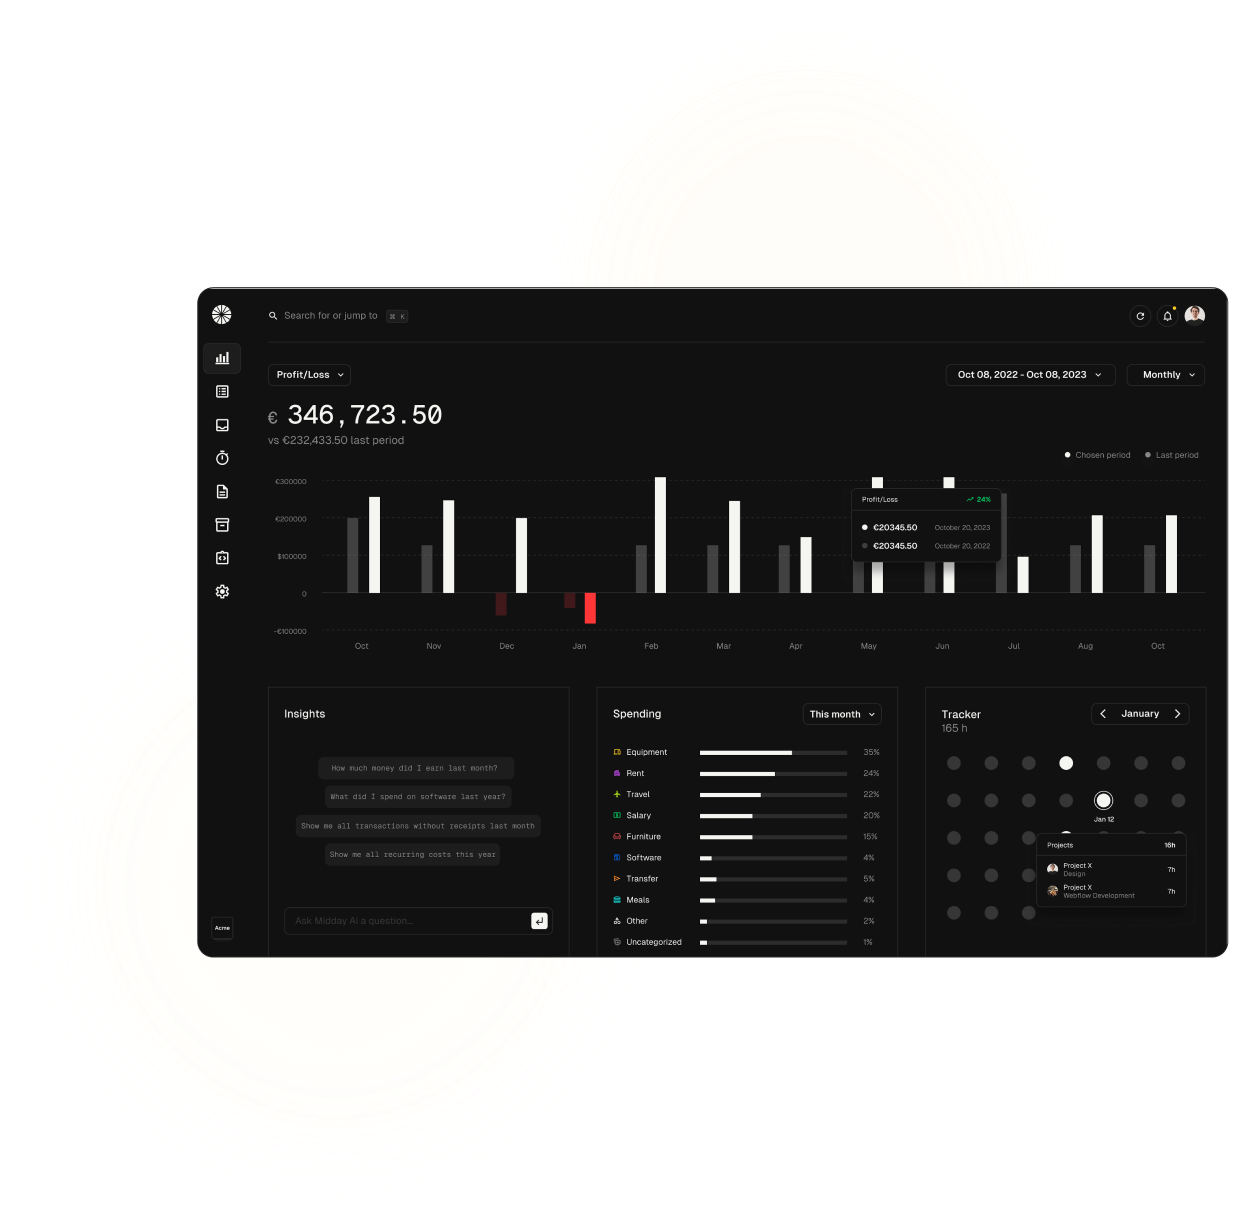 Search for or jump to ⌘ K
Profit/Loss
Oct 08, 2022 - Oct 08, 2023
Monthly
€ 346,723.50
vs €232,433.50 last period
Chosen period
Last period
€300000
€200000
$100000
0
-€100000
Profit/Loss 24%
€20345.50 October 20, 2023
€20345.50 October 20, 2022
Oct Nov Dec Jan Feb Mar Apr May Jun Jul Aug Oct
Insights
How much money did I earn last month?
What did I spend on software last year?
Show me all transactions without receipts last month
Show me all recurring costs this year
Ask Midday AI a question...
Acme
Spending
This month
Equipment 35%
Rent 24%
Travel 22%
Salary 20%
Furniture 15%
Software 4%
Transfer 5%
Meals 4%
Other 2%
Uncategorized 1%
Tracker
165 h
January
Jan 12
Projects 16h
Project X 7h
Design
Project X 7h
Webflow Development